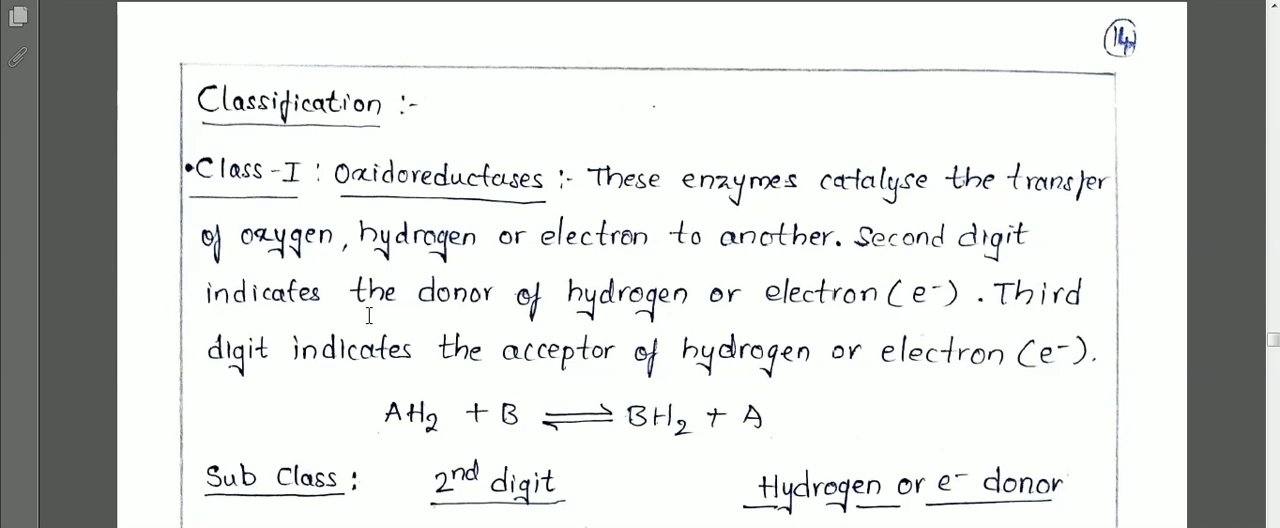 14
Classification :-
•Class-I : Oxidoreductases :- These enzymes catalyse the transfer
of oxygen, hydrogen or electron to another. Second digit
indicates the donor of hydrogen or electron (e-) . Third
digit indicates the acceptor of hydrogen or electron (e-).
AH2 + B ⇌ BH2 + A
Sub Class : 2nd digit Hydrogen or e- donor